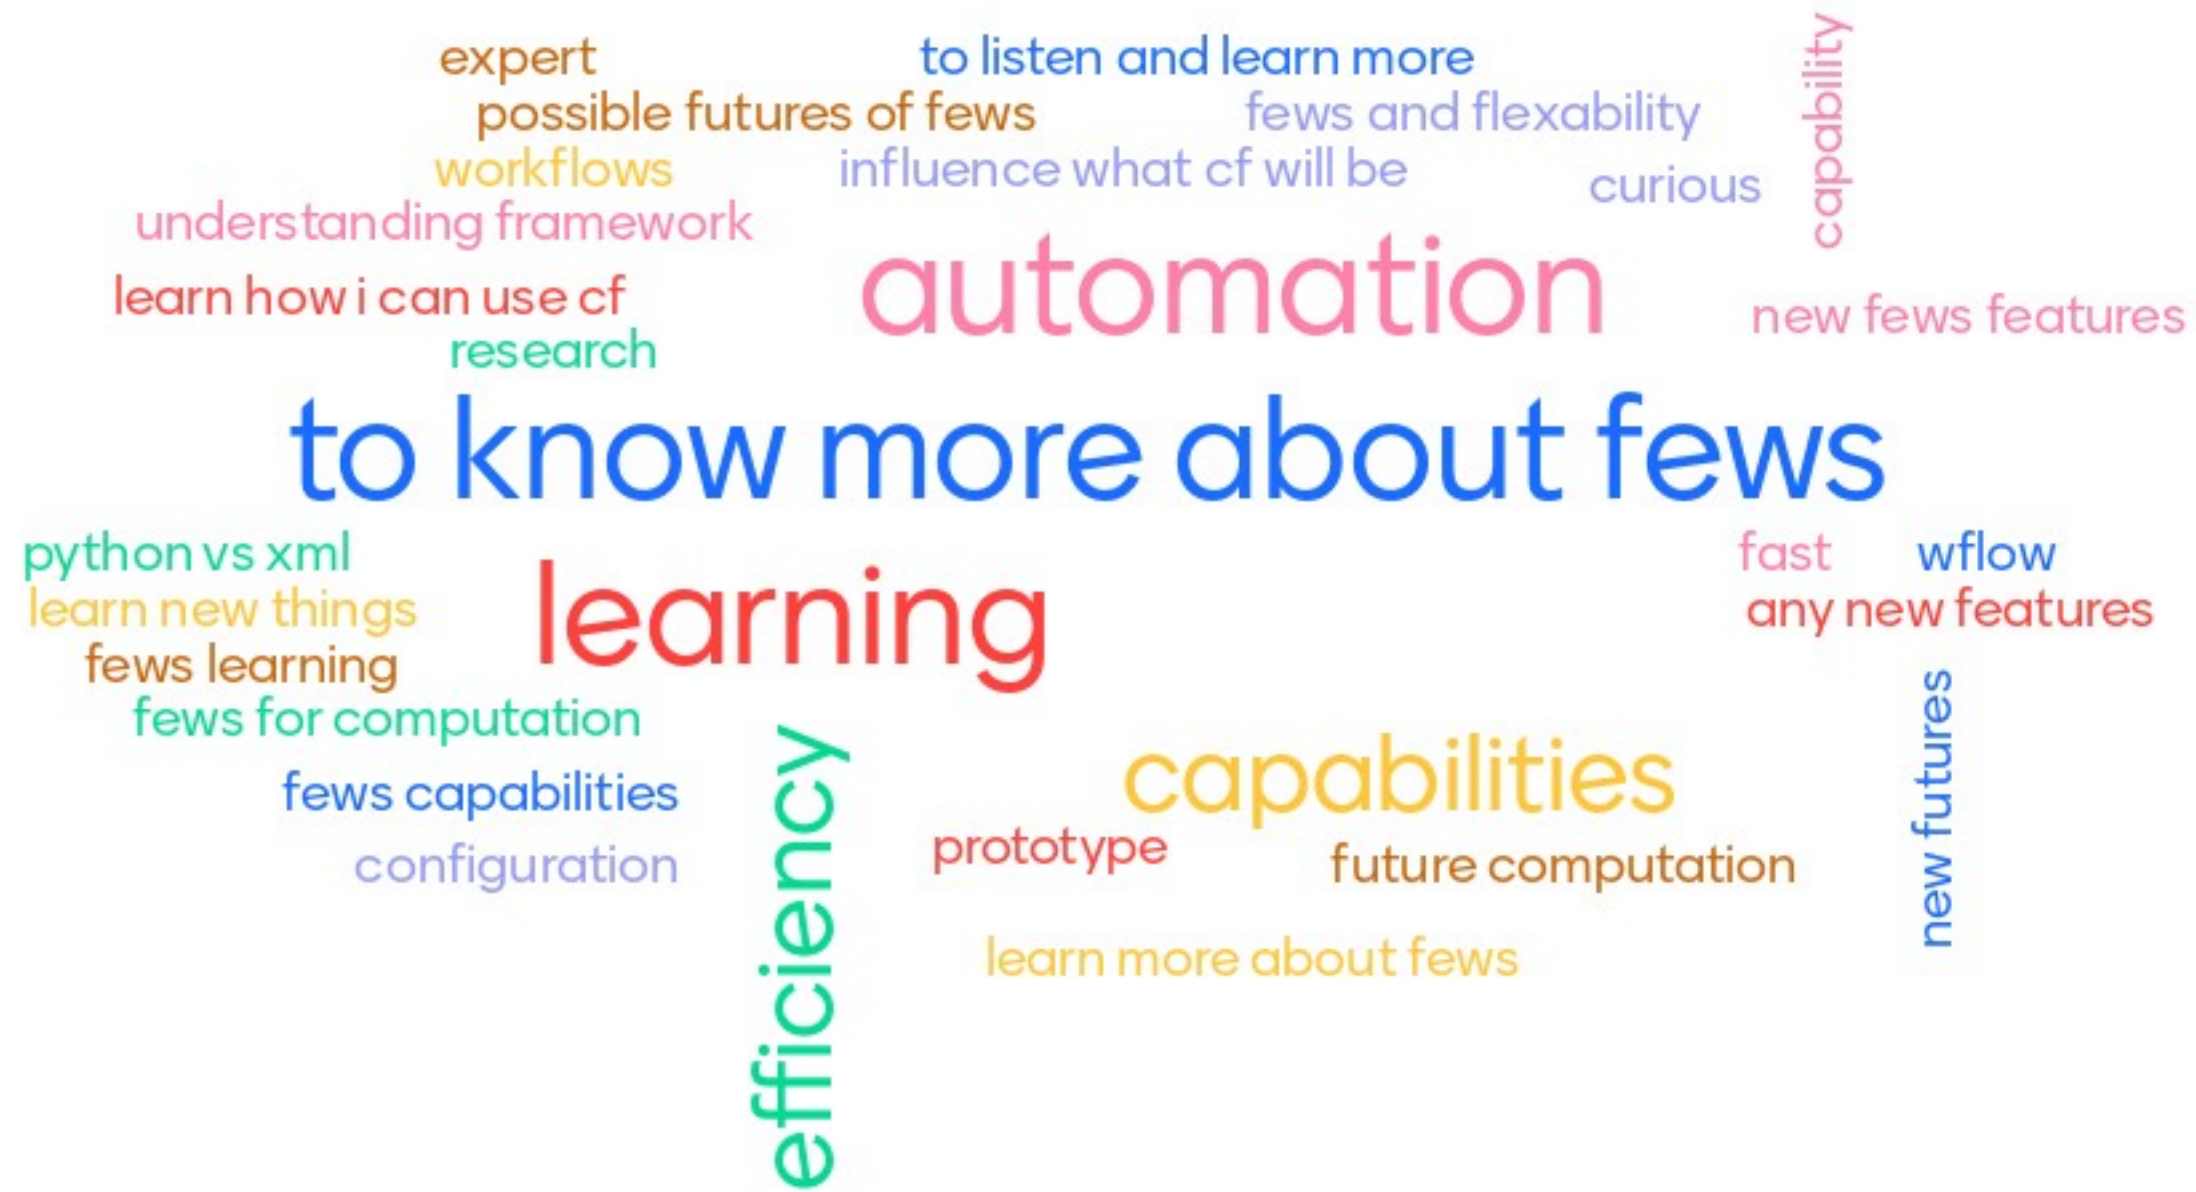 expert
to listen and learn more
capability
possible futures of fews
fews and flexability
workflows
influence what cf will be
curious
understanding framework
automation
learn how i can use cf
new fews features
research
to know more about fews
python vs xml
fast
wflow
learning
learn new things
any new features
fews learning
new futures
fews for computation
efficiency
capabilities
fews capabilities
prototype
future computation
configuration
learn more about fews